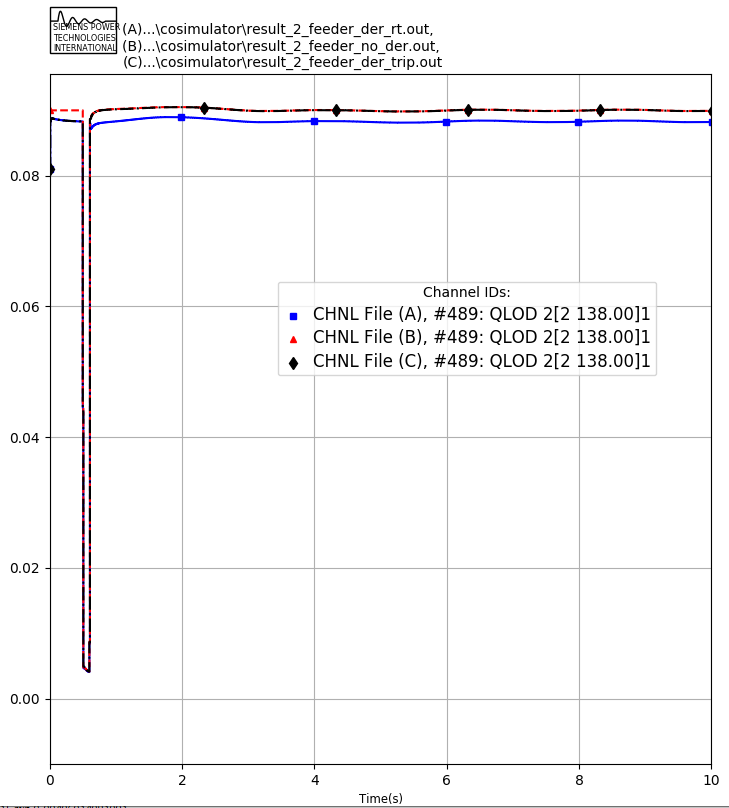 SIEMENS POWER
TECHNOLOGIES
INTERNATIONAL
(A)...\cosimulator\result_2_feeder_der_rt.out,
(B)...\cosimulator\result_2_feeder_no_der.out,
(C)...\cosimulator\result_2_feeder_der_trip.out
0.08
0.06
0.04
0.02
0.00
Channel IDs:
CHNL File (A), #489: QLOD 2[2 138.00]1
CHNL File (B), #489: QLOD 2[2 138.00]1
CHNL File (C), #489: QLOD 2[2 138.00]1
0 2 4 6 8 10
Time(s)